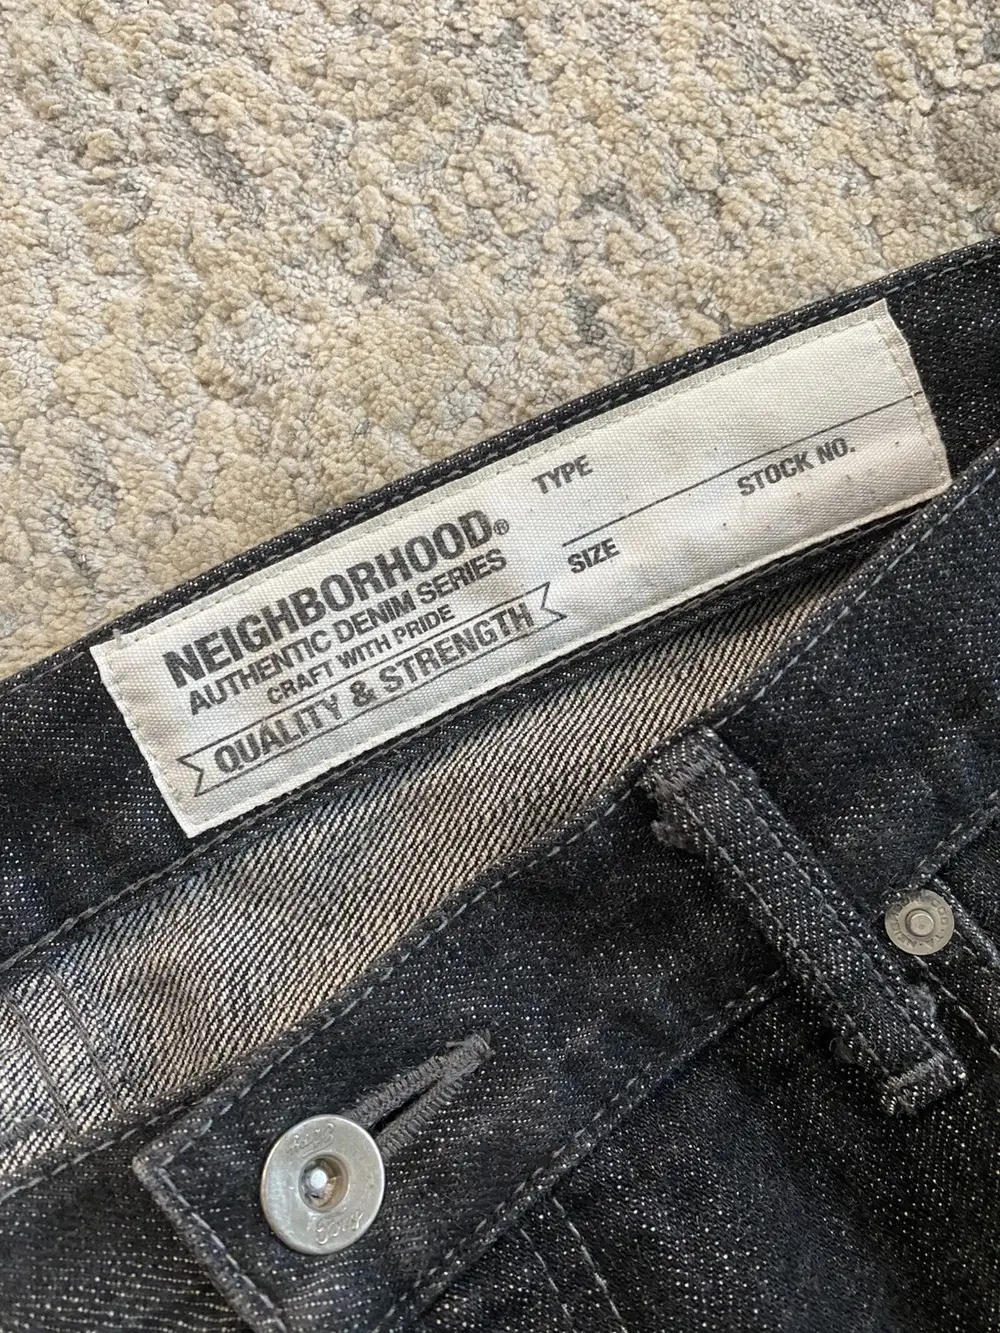 NEIGHBORHOOD®
AUTHENTIC DENIM SERIES
CRAFT WITH PRIDE
QUALITY & STRENGTH
TYPE
STOCK NO.
SIZE